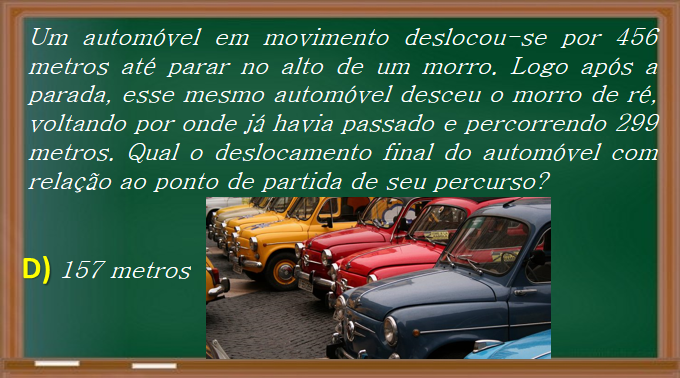 Um automóvel em movimento deslocou-se por 456
metros até parar no alto de um morro. Logo após a
parada, esse mesmo automóvel desceu o morro de ré,
voltando por onde já havia passado e percorrendo 299
metros. Qual o deslocamento final do automóvel com
relação ao ponto de partida de seu percurso?
D) 157 metros